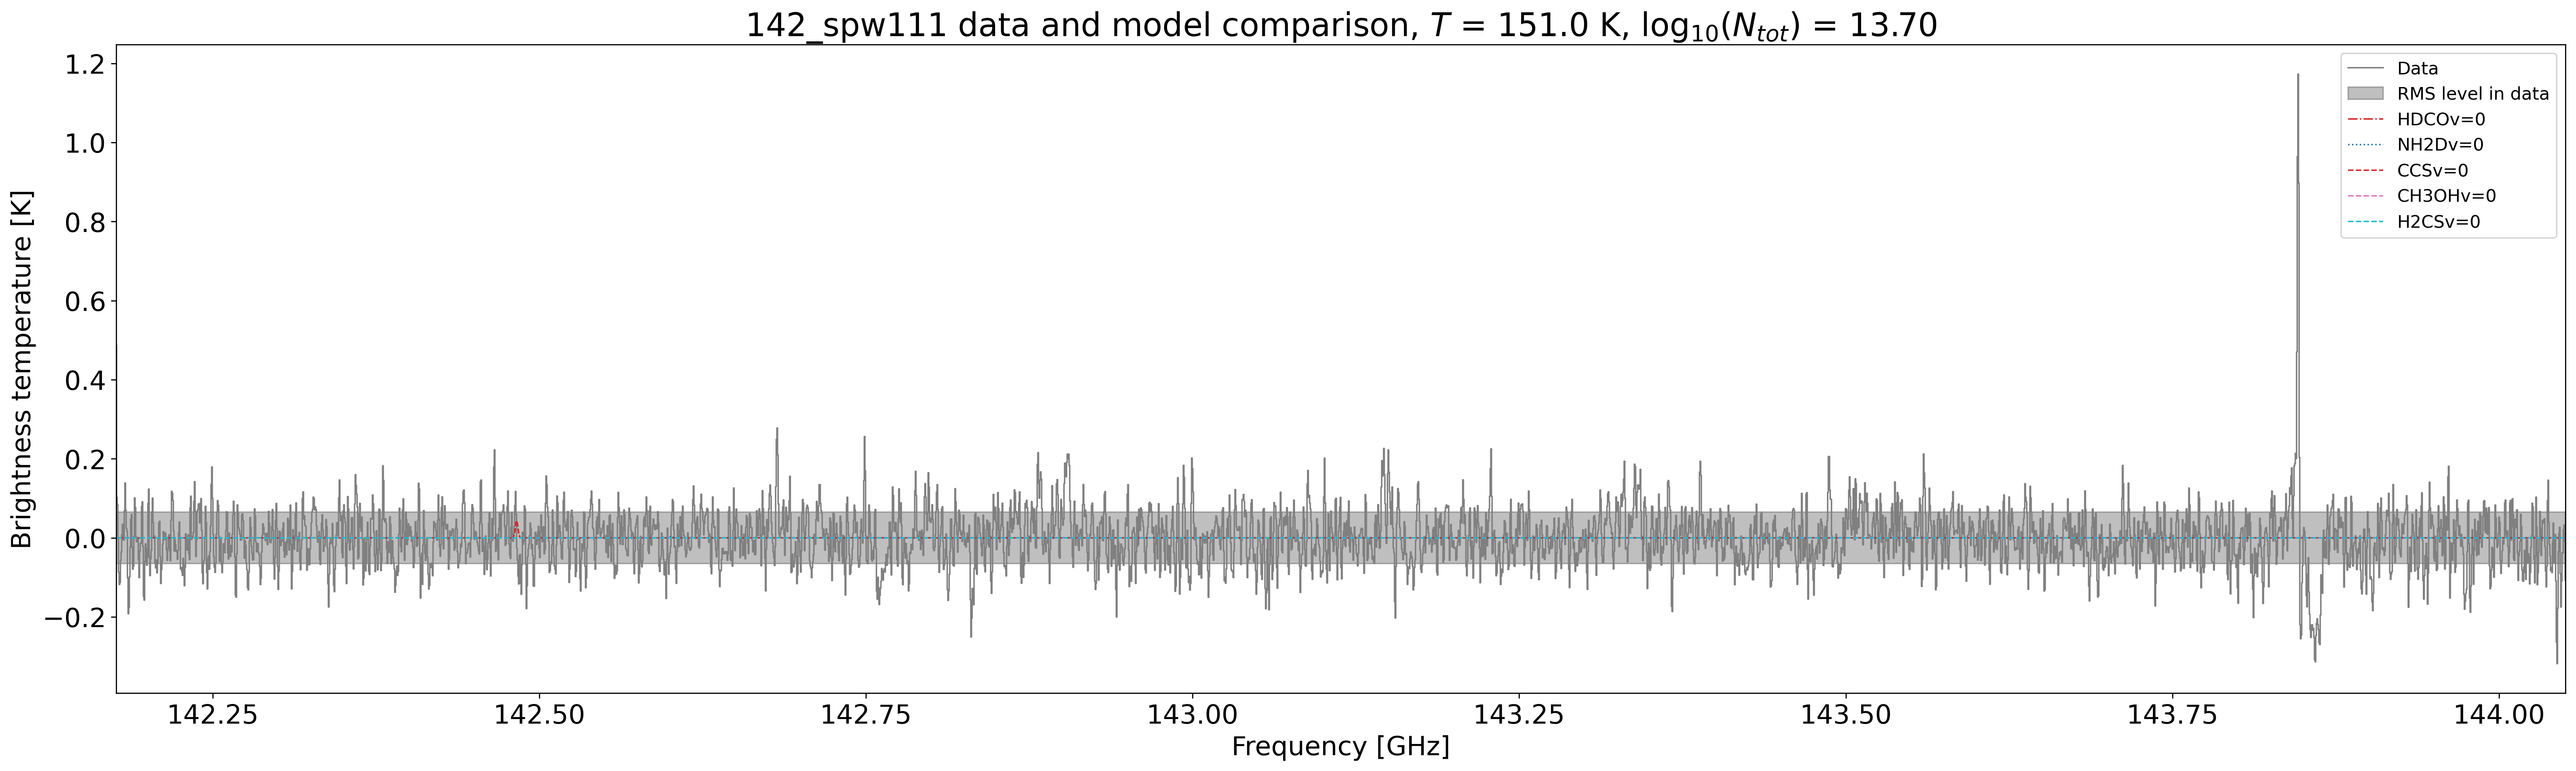 142_spw111 data and model comparison, T = 151.0 K, log₁₀(Nₜₒₜ) = 13.70
Brightness temperature [K]
1.2
1.0
0.8
0.6
0.4
0.2
0.0
−0.2
Data
RMS level in data
HDCOv=0
NH2Dv=0
CCSv=0
CH3OHv=0
H2CSv=0
142.25 142.50 142.75 143.00 143.25 143.50 143.75 144.00
Frequency [GHz]